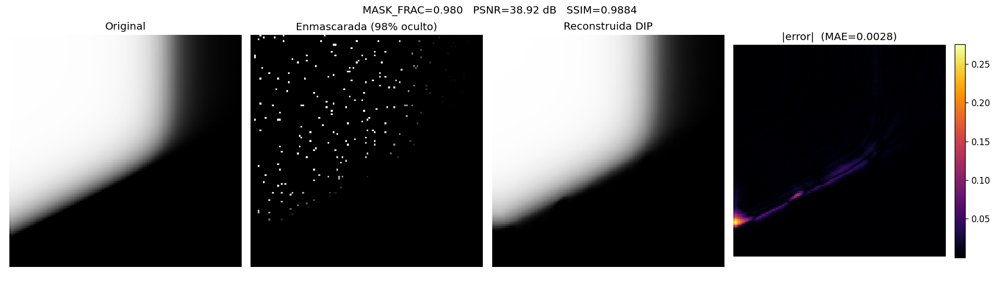 MASK_FRAC=0.980   PSNR=38.92 dB   SSIM=0.9884
Original
Enmascarada (98% oculto)
Reconstruida DIP
|error|  (MAE=0.0028)
0.25
0.20
0.15
0.10
0.05